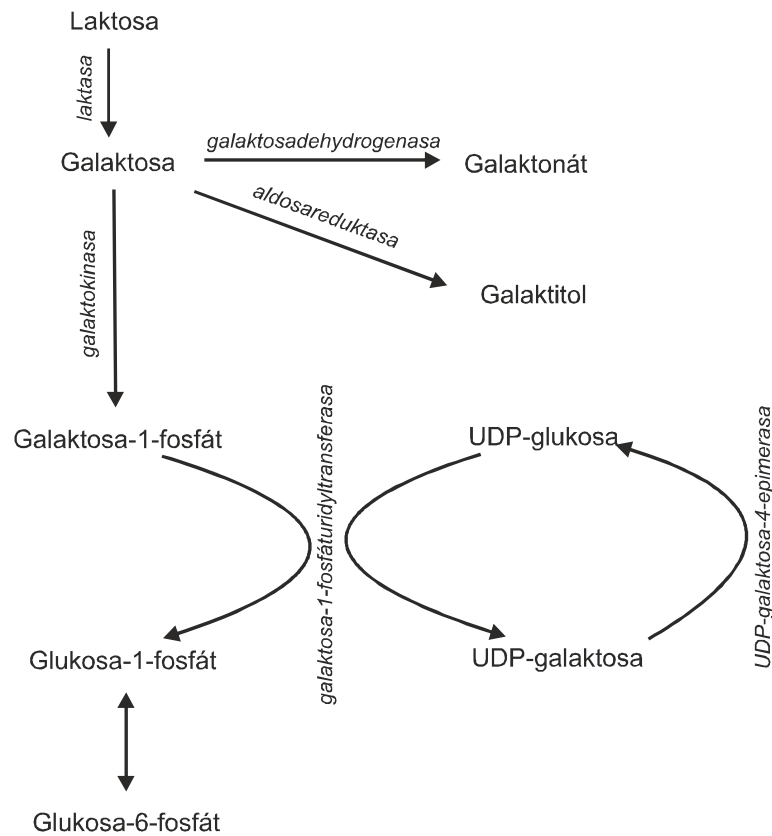 Laktosa
laktasa
Galaktosa
galaktosadehydrogenasa
Galaktonát
aldosareduktasa
Galaktitol
galaktokinasa
Galaktosa-1-fosfát
galaktosa-1-fosfáturidyltransferasa
UDP-glukosa
UDP-galaktosa-4-epimerasa
Glukosa-1-fosfát
UDP-galaktosa
Glukosa-6-fosfát